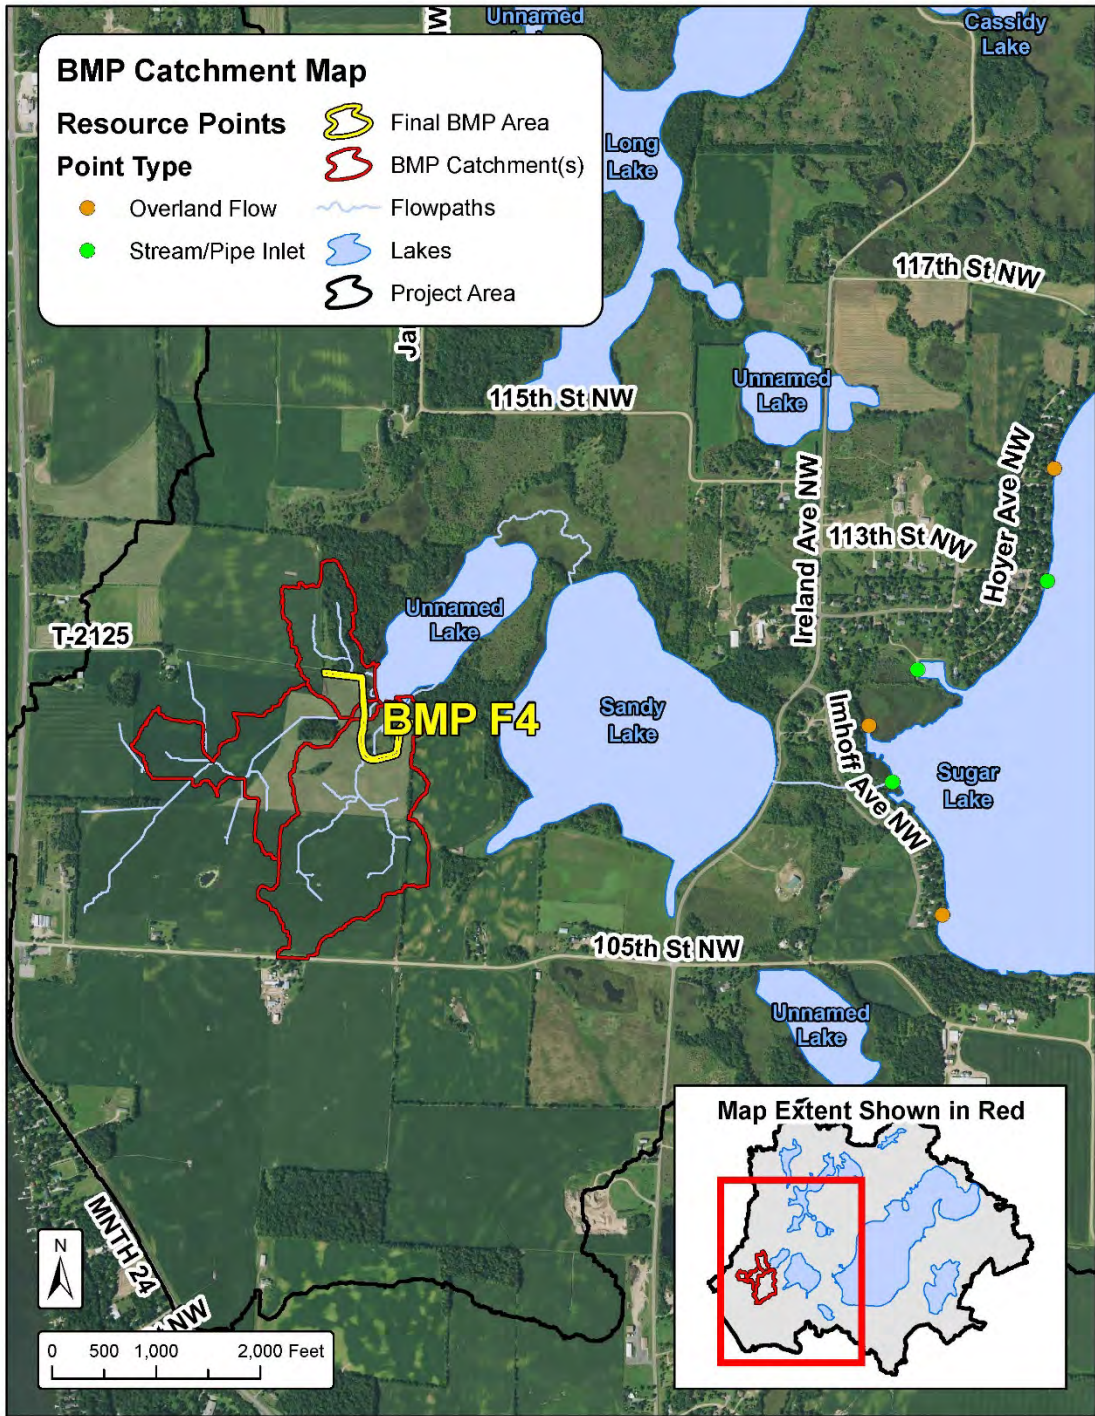 Unnamed
Cassidy
Lake
BMP Catchment Map
Resource Points
Point Type
Overland Flow
Stream/Pipe Inlet
Final BMP Area
BMP Catchment(s)
Flowpaths
Lakes
Project Area
Long
Lake
117th St NW
Unnamed
Lake
115th St NW
Ireland Ave NW
Hoyer Ave NW
113th St NW
Unnamed
Lake
T-2125
BMP F4
Sandy
Lake
Imhoff Ave NW
Sugar
Lake
105th St NW
Unnamed
Lake
MNTH 24
NW
N
0 500 1,000 2,000 Feet
Map Extent Shown in Red